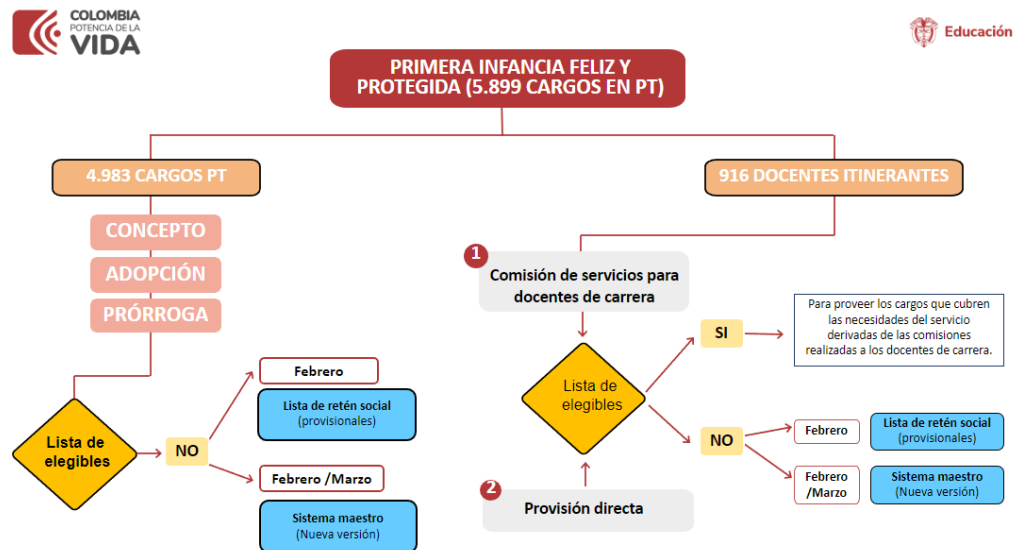 COLOMBIA
POTENCIA DE LA
VIDA
Educación
PRIMERA INFANCIA FELIZ Y
PROTEGIDA (5.899 CARGOS EN PT)
4.983 CARGOS PT
CONCEPTO
ADOPCIÓN
PRÓRROGA
Lista de
elegibles
NO
Febrero
Lista de retén social
(provisionales)
Febrero /Marzo
Sistema maestro
(Nueva versión)
916 DOCENTES ITINERANTES
1
Comisión de servicios para
docentes de carrera
Lista de
elegibles
2
Provisión directa
SI
Para proveer los cargos que cubren
las necesidades del servicio
derivadas de las comisiones
realizadas a los docentes de carrera.
NO
Febrero
Lista de retén social
(provisionales)
Febrero
/Marzo
Sistema maestro
(Nueva versión)